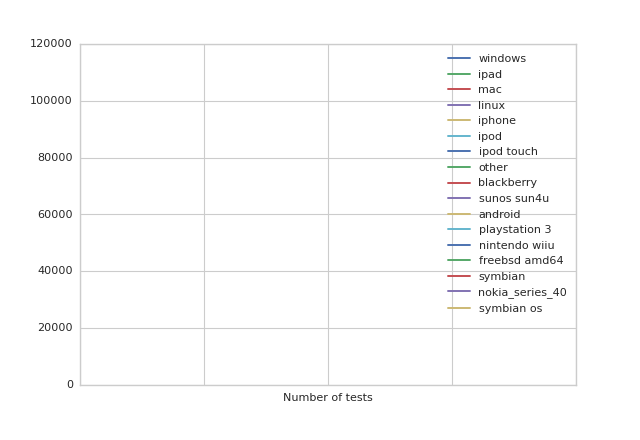 120000
100000
80000
60000
40000
20000
0
windows
ipad
mac
linux
iphone
ipod
ipod touch
other
blackberry
sunos sun4u
android
playstation 3
nintendo wiiu
freebsd amd64
symbian
nokia_series_40
symbian os
Number of tests